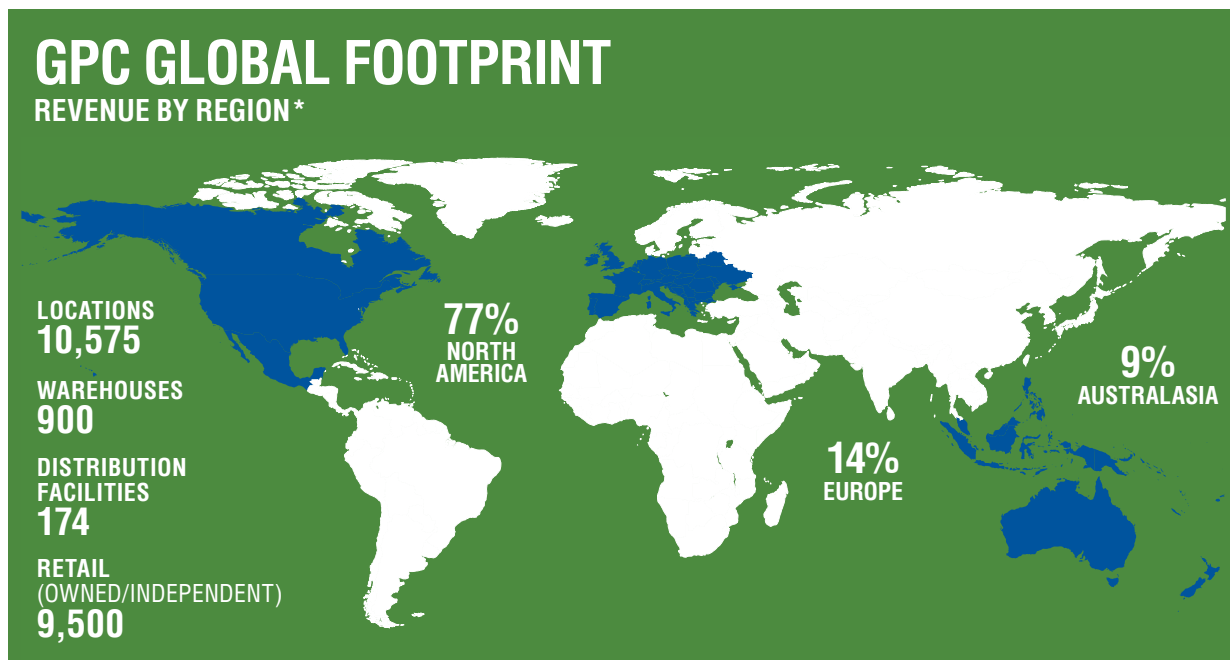 GPC GLOBAL FOOTPRINT
REVENUE BY REGION*
LOCATIONS
10,575
WAREHOUSES
900
DISTRIBUTION
FACILITIES
174
RETAIL
(OWNED/INDEPENDENT)
9,500
77%
NORTH
AMERICA
14%
EUROPE
9%
AUSTRALASIA